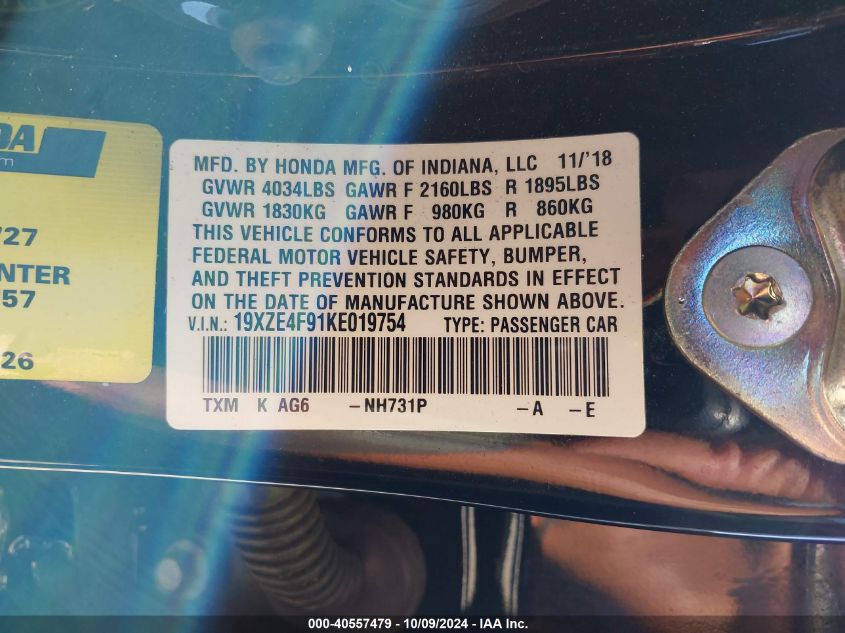 DA
om
727
NTER
57
26
MFD. BY HONDA MFG. OF INDIANA, LLC 11/'18
GVWR 4034LBS GAWR F 2160LBS R 1895LBS
GVWR 1830KG GAWR F 980KG R 860KG
THIS VEHICLE CONFORMS TO ALL APPLICABLE
FEDERAL MOTOR VEHICLE SAFETY, BUMPER,
AND THEFT PREVENTION STANDARDS IN EFFECT
ON THE DATE OF MANUFACTURE SHOWN ABOVE.
V.I.N.: 19XZE4F91KE019754 TYPE: PASSENGER CAR
TXM K AG6 -NH731P -A -E
000-40557479 - 10/09/2024 - IAA Inc.